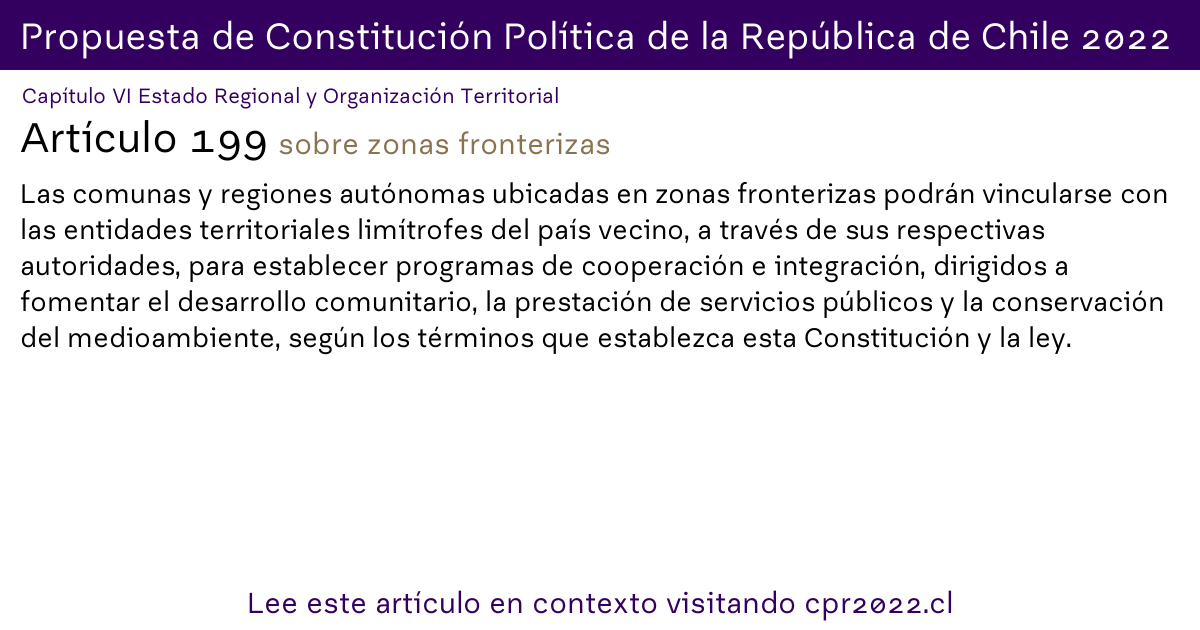 Propuesta de Constitución Política de la República de Chile 2022
Capítulo VI Estado Regional y Organización Territorial
Artículo 199 sobre zonas fronterizas
Las comunas y regiones autónomas ubicadas en zonas fronterizas podrán vincularse con
las entidades territoriales limítrofes del país vecino, a través de sus respectivas
autoridades, para establecer programas de cooperación e integración, dirigidos a
fomentar el desarrollo comunitario, la prestación de servicios públicos y la conservación
del medioambiente, según los términos que establezca esta Constitución y la ley.
Lee este artículo en contexto visitando cpr2022.cl